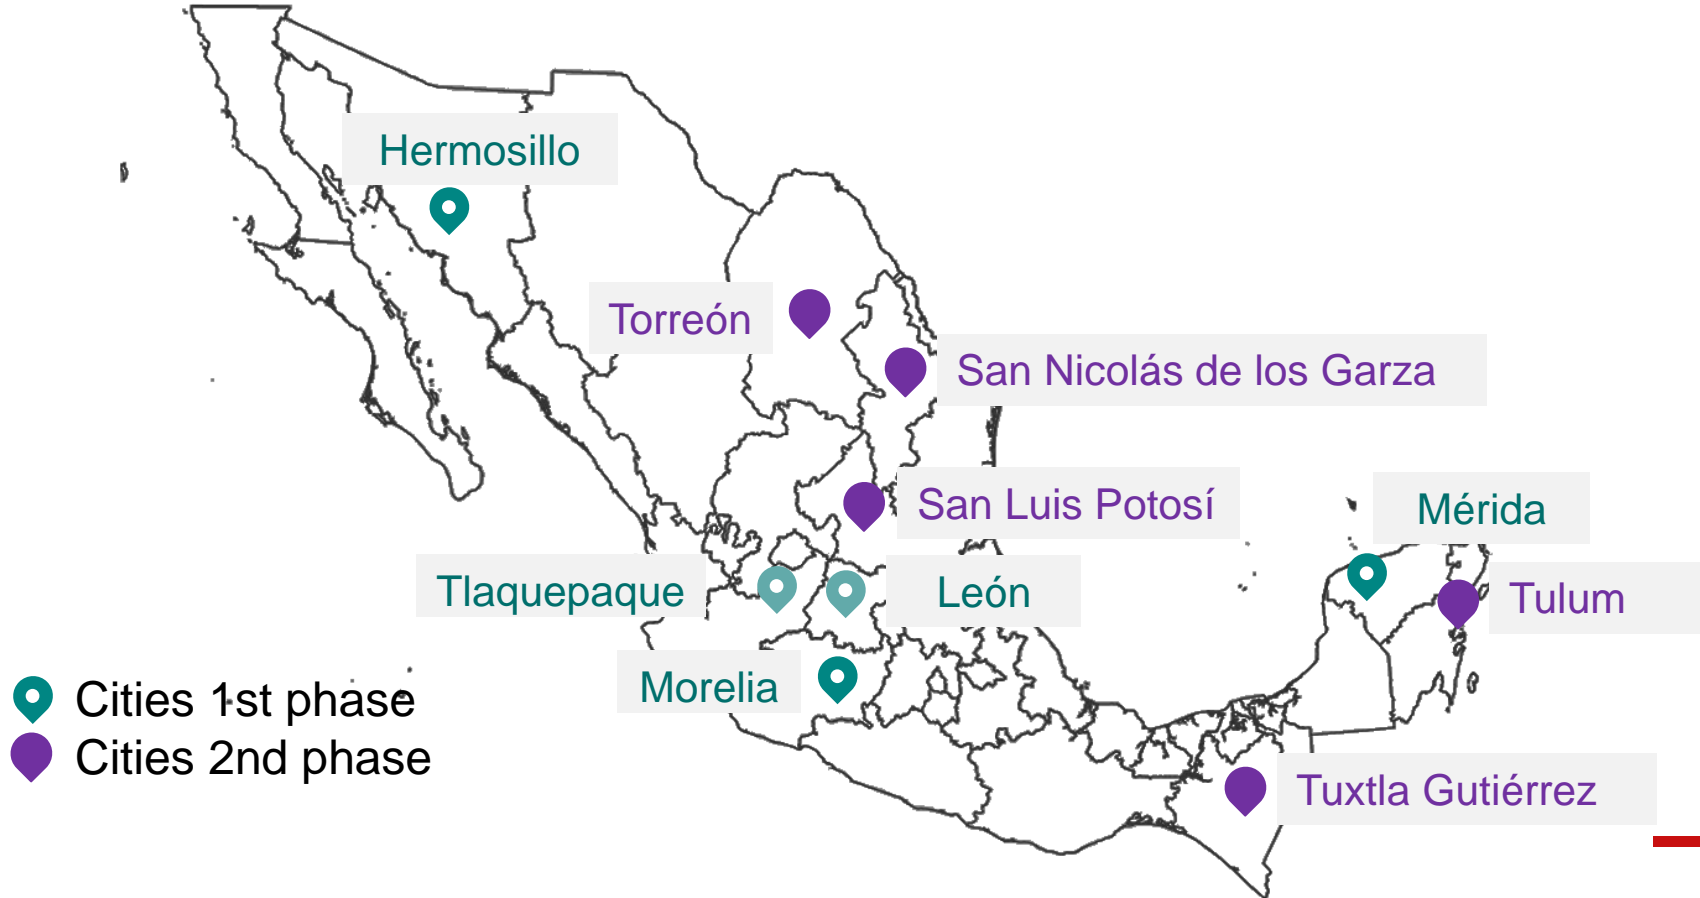 Hermosillo
Torreón
San Nicolás de los Garza
San Luis Potosí
Mérida
Tlaquepaque
León
Tulum
Morelia
Cities 1st phase
Cities 2nd phase
Tuxtla Gutiérrez